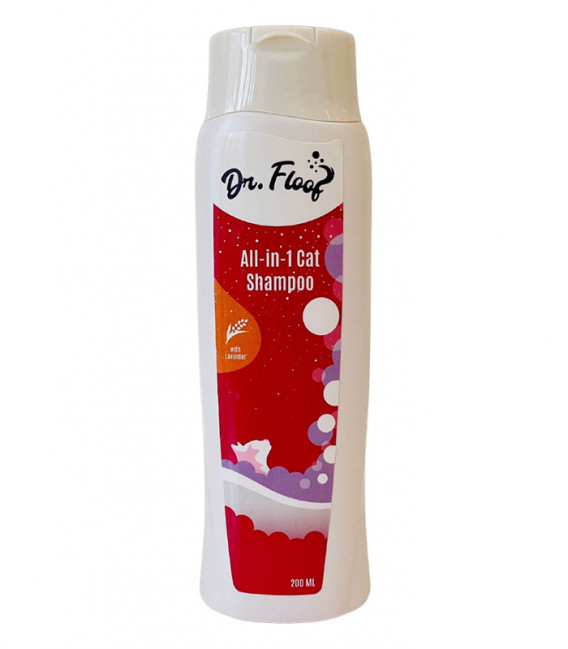 Dr. Floof
All-in-1 Cat
Shampoo
with
Lavender
200 ML